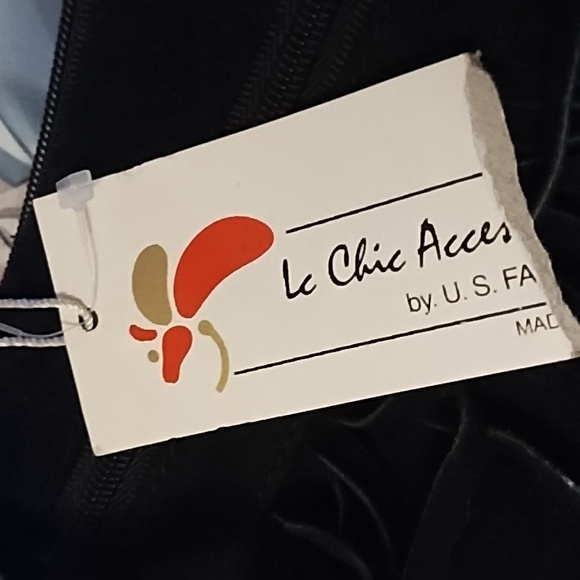 Le Chic Acces
by. U. S. FA
MAD